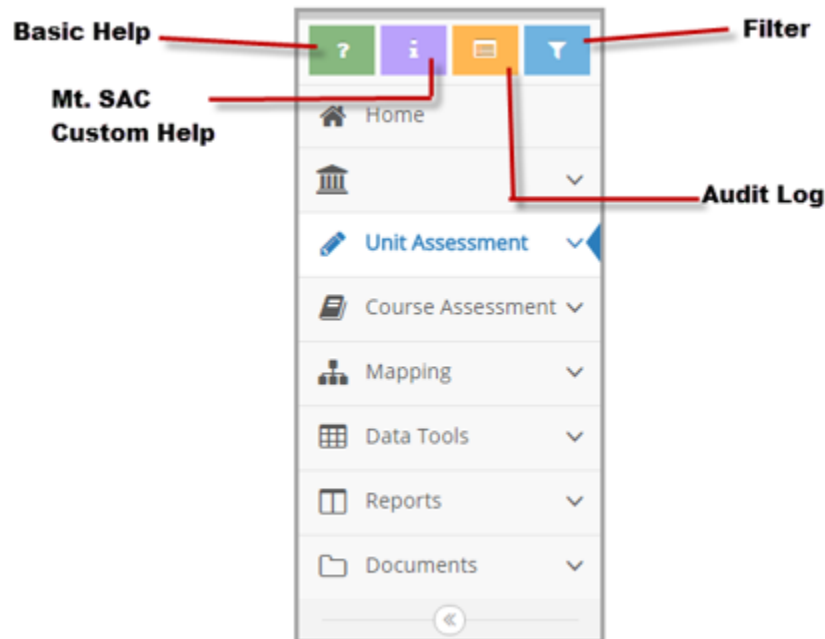 Basic Help
Filter
?
i
Mt. SAC
Custom Help
Home
Audit Log
Unit Assessment
Course Assessment
Mapping
Data Tools
Reports
Documents